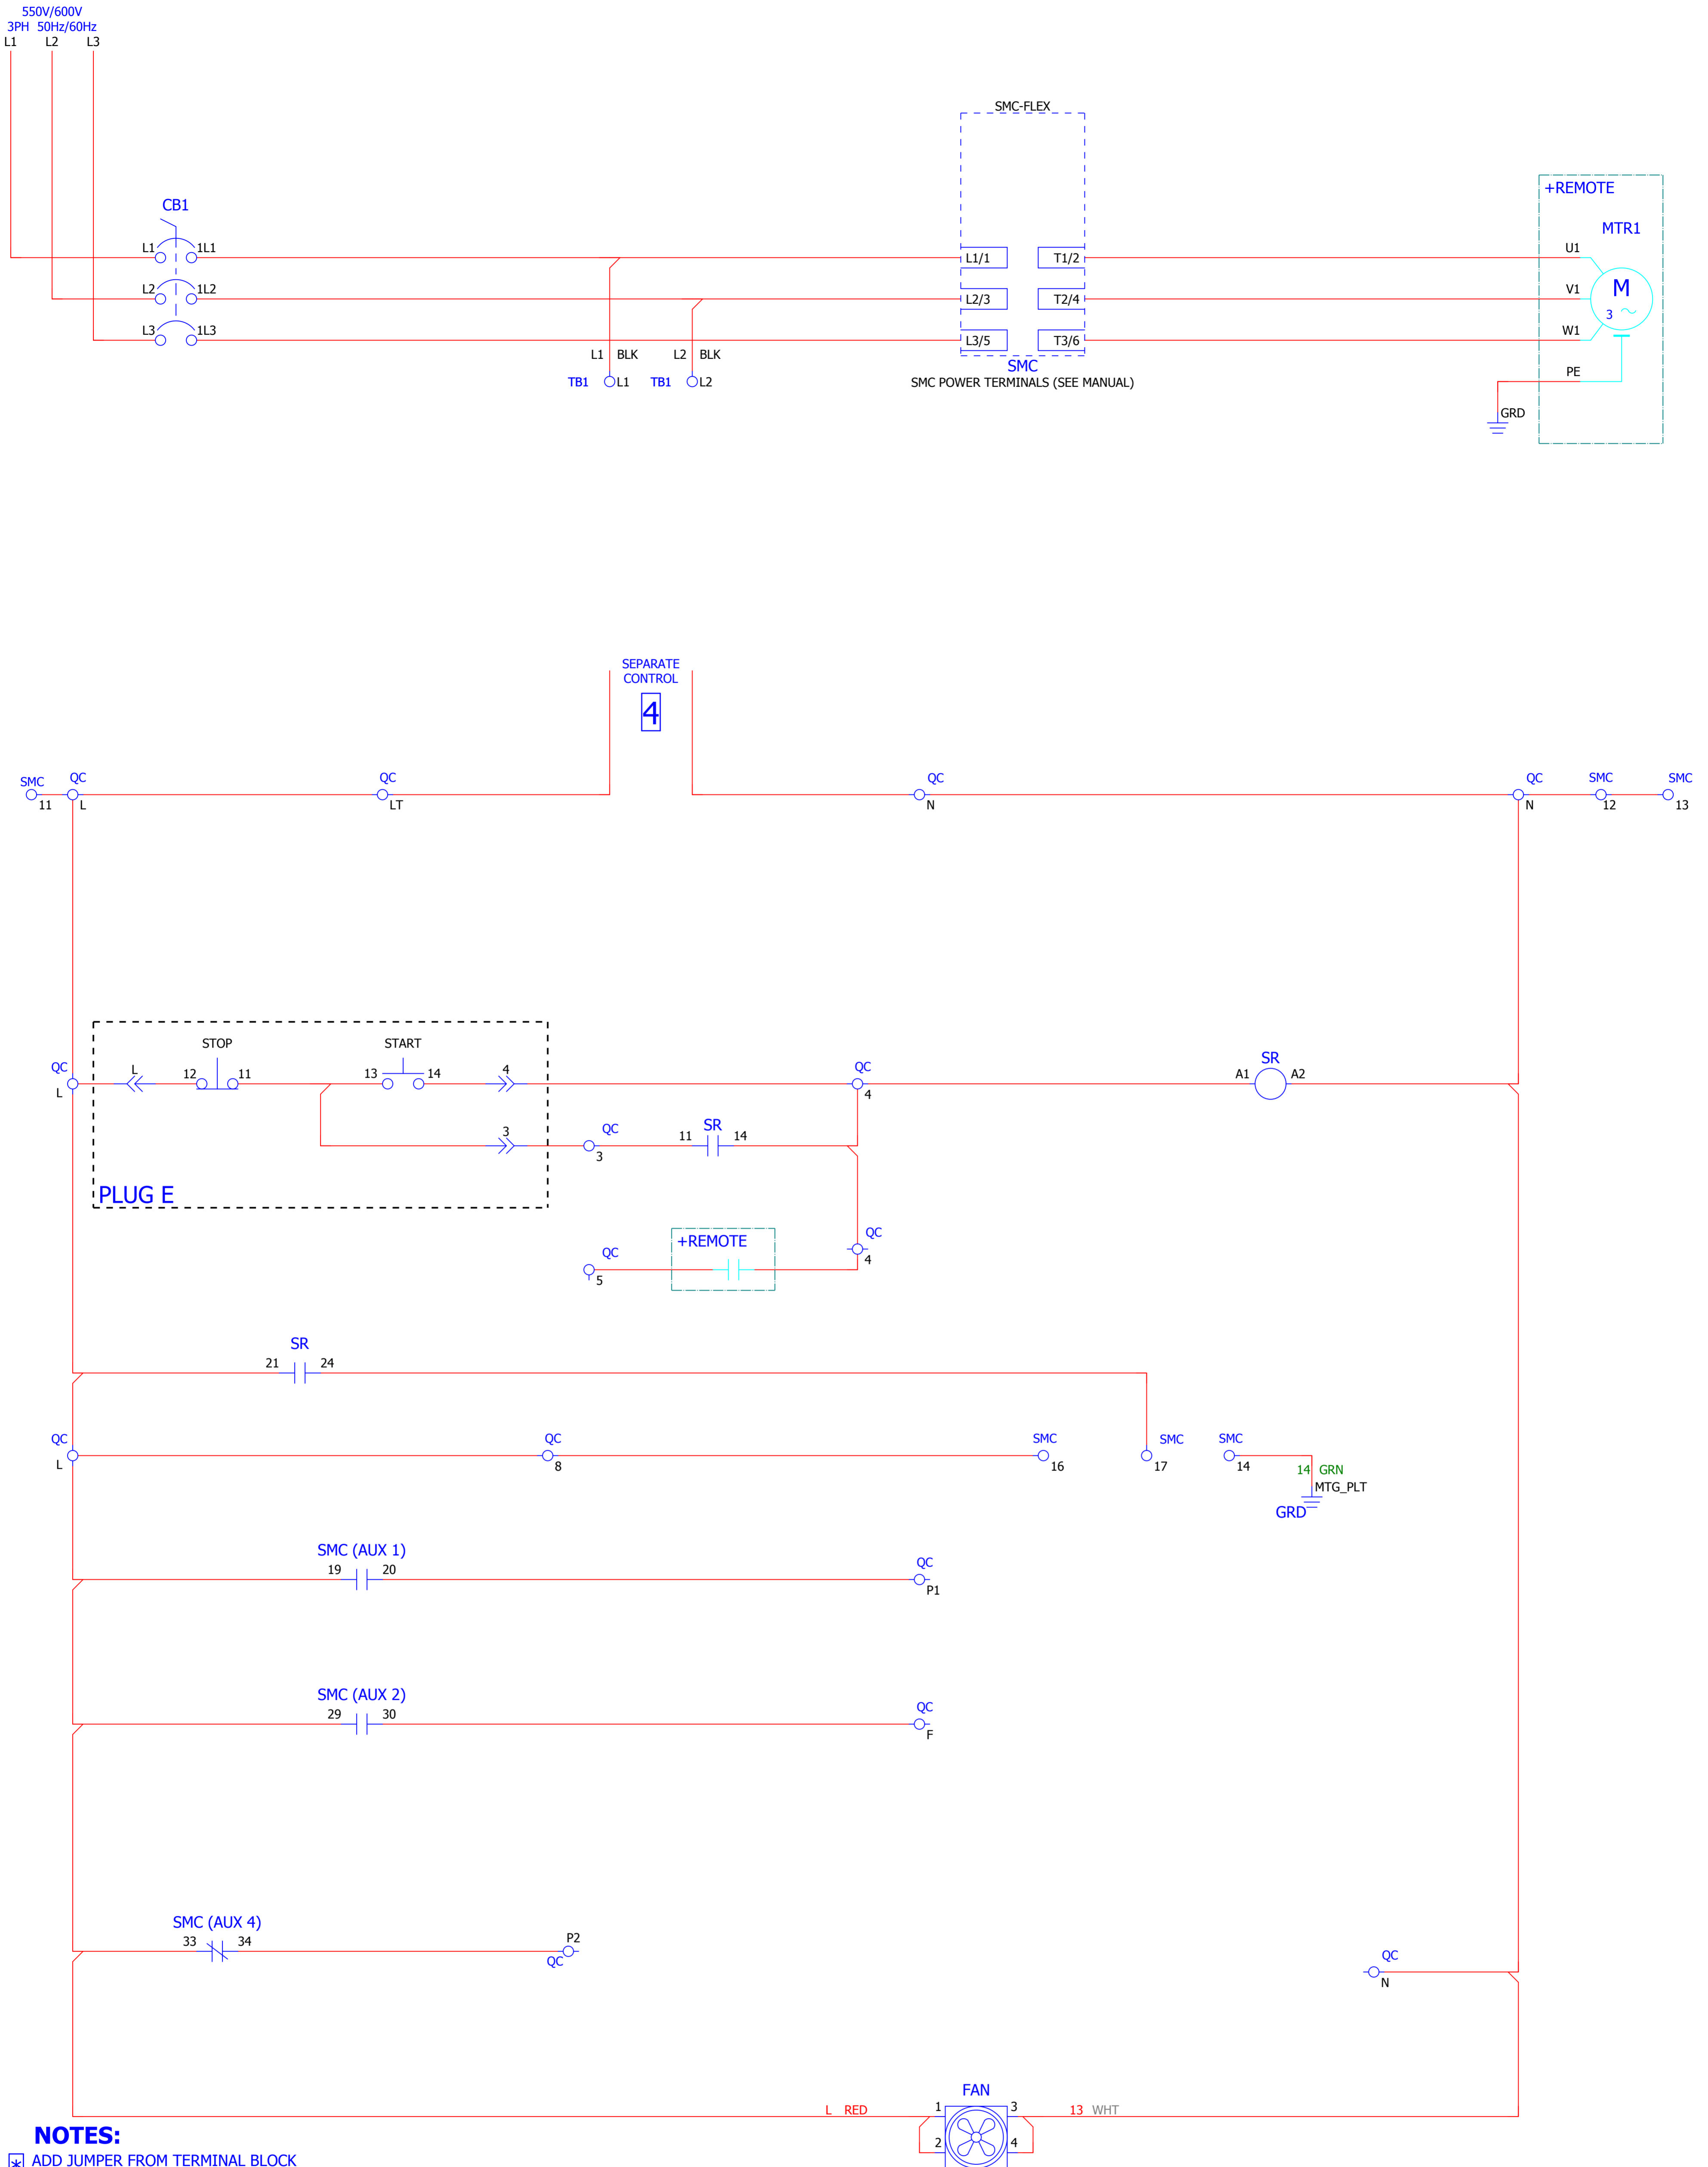 550V/600V
3PH 50Hz/60Hz
L1 L2 L3
SMC-FLEX
CB1
+REMOTE
MTR1
L1 1L1
L1/1 T1/2
U1
L2 1L2
L2/3 T2/4
V1
M
3
L3 1L3
L3/5 T3/6
W1
L1 BLK L2 BLK
SMC
PE
TB1 L1 TB1 L2
SMC POWER TERMINALS (SEE MANUAL)
GRD
SEPARATE
CONTROL
4
SMC QC QC QC QC SMC SMC
11 L LT N N 12 13
STOP START
QC L 4 QC SR
12 11 13 14 A1 A2
L 4
3 QC SR
11 14
3
PLUG E
+REMOTE
QC QC
5 4
SR
21 24
QC QC SMC SMC SMC
L 8 16 17 14
14 GRN
MTG_PLT
GRD
SMC (AUX 1)
19 20 QC
P1
SMC (AUX 2)
29 30 QC
F
SMC (AUX 4)
33 34 P2
QC
QC
N
FAN
L RED 1 3 13 WHT
2 4
NOTES:
* ADD JUMPER FROM TERMINAL BLOCK